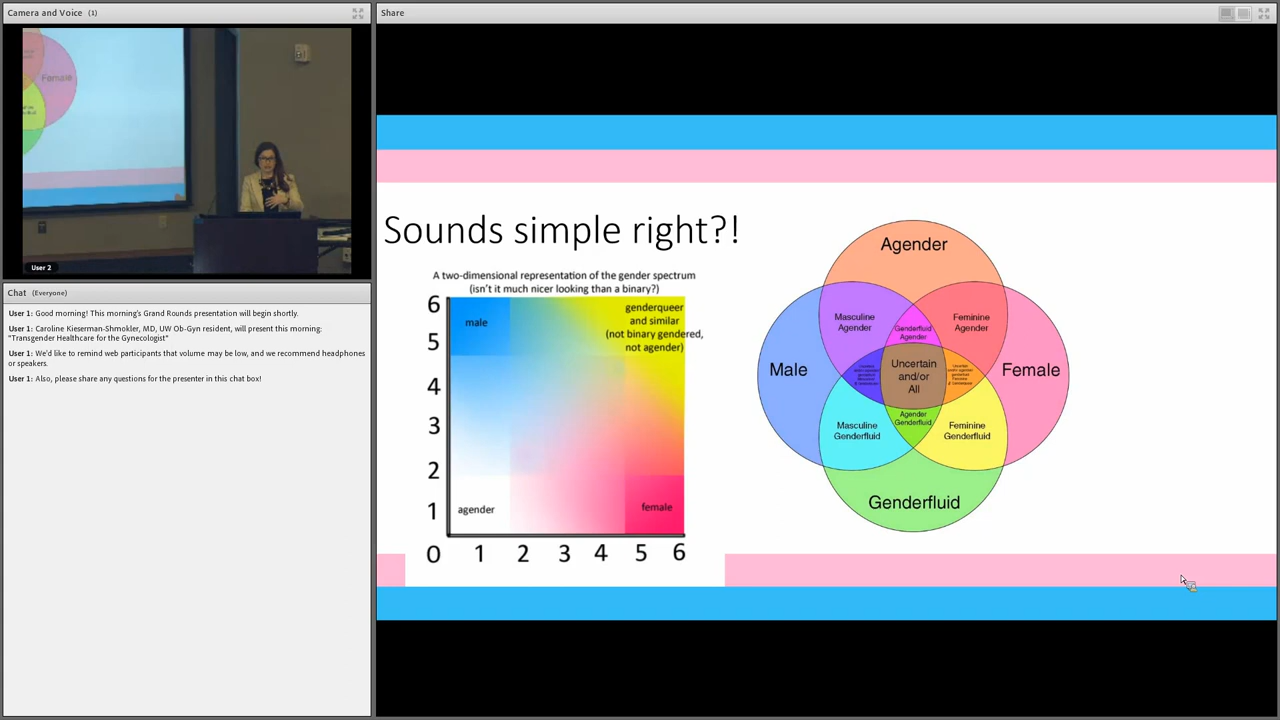 Camera and Voice (1)
Female
User 2
Chat (Everyone)
User 1: Good morning! This morning's Grand Rounds presentation will begin shortly.
User 1: Caroline Kieserman-Shmokler, MD, UW Ob-Gyn resident, will present this morning:
"Transgender Healthcare for the Gynecologist"
User 1: We'd like to remind web participants that volume may be low, and we recommend headphones
or speakers.
User 1: Also, please share any questions for the presenter in this chat box!
Share
Sounds simple right?!
A two-dimensional representation of the gender spectrum
(isn't it much nicer looking than a binary?)
6
5
4
3
2
1
0
1
2
3
4
5
6
male
genderqueer
and similar
(not binary gendered,
not agender)
agender
female
Agender
Masculine
Agender
Genderfluid
Agender
Feminine
Agender
Male
Uncertain
and/or
All
Female
Masculine
Genderfluid
Agender
Genderfluid
Feminine
Genderfluid
Genderfluid